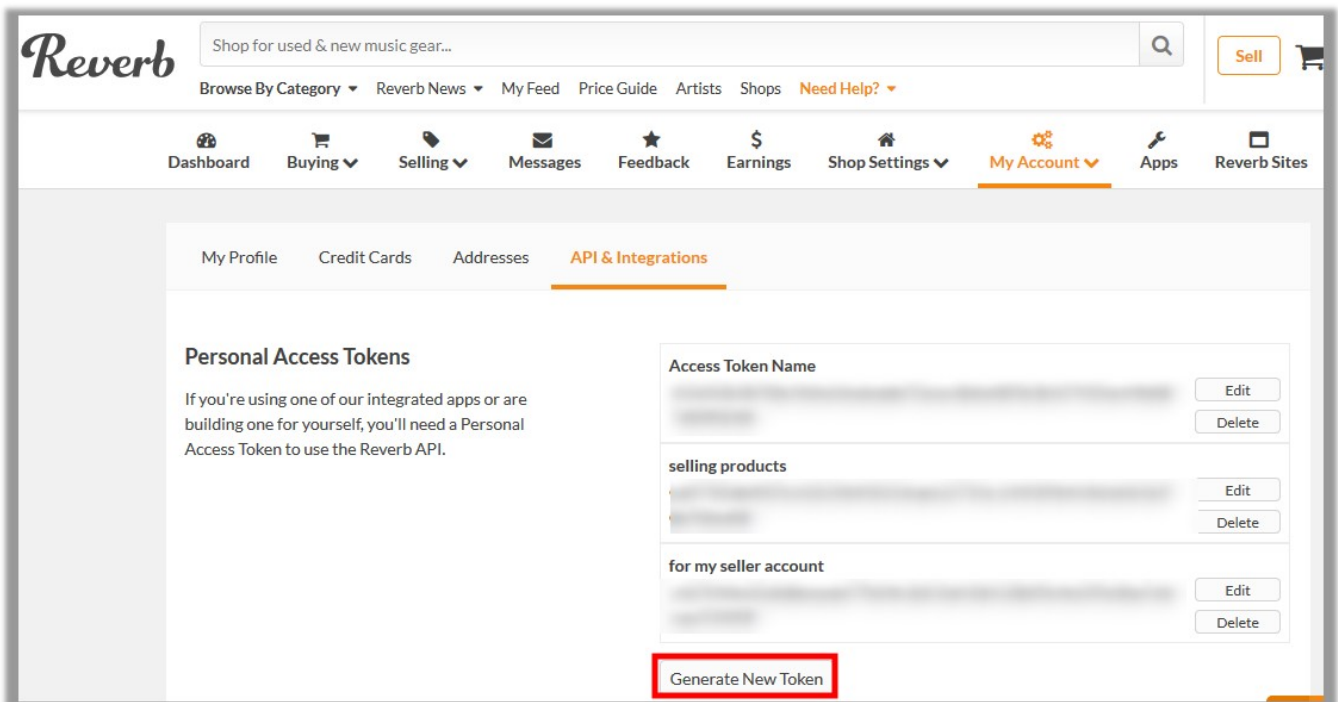 Reverb
Shop for used & new music gear...
Sell
Browse By Category Reverb News My Feed Price Guide Artists Shops Need Help?
Dashboard Buying Selling Messages Feedback Earnings Shop Settings My Account Apps Reverb Sites
My Profile Credit Cards Addresses API & Integrations
Personal Access Tokens
If you're using one of our integrated apps or are
building one for yourself, you'll need a Personal
Access Token to use the Reverb API.
Access Token Name
Edit
Delete
selling products
Edit
Delete
for my seller account
Edit
Delete
Generate New Token